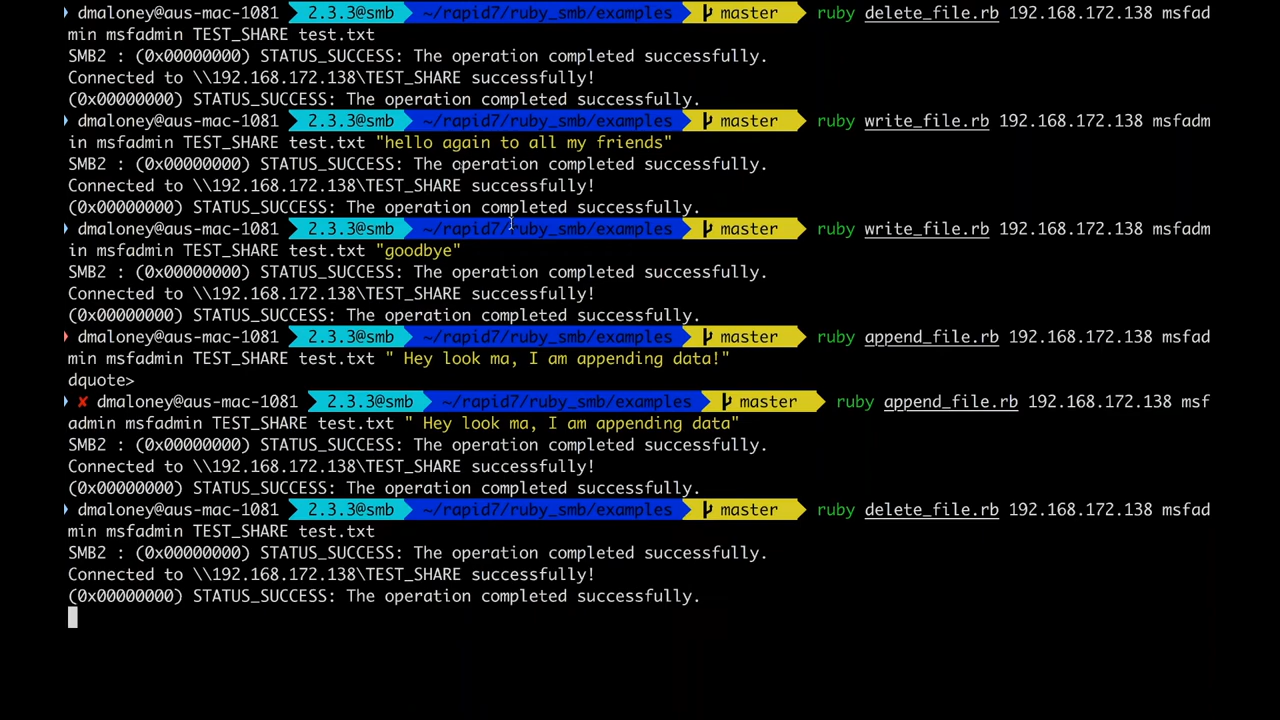 dmaloney@aus-mac-1081 2.3.3@smb ~/rapid7/ruby_smb/examples master ruby delete_file.rb 192.168.172.138 msfad
min msfadmin TEST_SHARE test.txt
SMB2 : (0x00000000) STATUS_SUCCESS: The operation completed successfully.
Connected to \\192.168.172.138\TEST_SHARE successfully!
(0x00000000) STATUS_SUCCESS: The operation completed successfully.
dmaloney@aus-mac-1081 2.3.3@smb ~/rapid7/ruby_smb/examples master ruby write_file.rb 192.168.172.138 msfadm
in msfadmin TEST_SHARE test.txt "hello again to all my friends"
SMB2 : (0x00000000) STATUS_SUCCESS: The operation completed successfully.
Connected to \\192.168.172.138\TEST_SHARE successfully!
(0x00000000) STATUS_SUCCESS: The operation completed successfully.
dmaloney@aus-mac-1081 2.3.3@smb ~/rapid7/ruby_smb/examples master ruby write_file.rb 192.168.172.138 msfadm
in msfadmin TEST_SHARE test.txt "goodbye"
SMB2 : (0x00000000) STATUS_SUCCESS: The operation completed successfully.
Connected to \\192.168.172.138\TEST_SHARE successfully!
(0x00000000) STATUS_SUCCESS: The operation completed successfully.
dmaloney@aus-mac-1081 2.3.3@smb ~/rapid7/ruby_smb/examples master ruby append_file.rb 192.168.172.138 msfad
min msfadmin TEST_SHARE test.txt " Hey look ma, I am appending data!"
dquote>
✘ dmaloney@aus-mac-1081 2.3.3@smb ~/rapid7/ruby_smb/examples master ruby append_file.rb 192.168.172.138 msf
admin msfadmin TEST_SHARE test.txt " Hey look ma, I am appending data"
SMB2 : (0x00000000) STATUS_SUCCESS: The operation completed successfully.
Connected to \\192.168.172.138\TEST_SHARE successfully!
(0x00000000) STATUS_SUCCESS: The operation completed successfully.
dmaloney@aus-mac-1081 2.3.3@smb ~/rapid7/ruby_smb/examples master ruby delete_file.rb 192.168.172.138 msfad
min msfadmin TEST_SHARE test.txt
SMB2 : (0x00000000) STATUS_SUCCESS: The operation completed successfully.
Connected to \\192.168.172.138\TEST_SHARE successfully!
(0x00000000) STATUS_SUCCESS: The operation completed successfully.